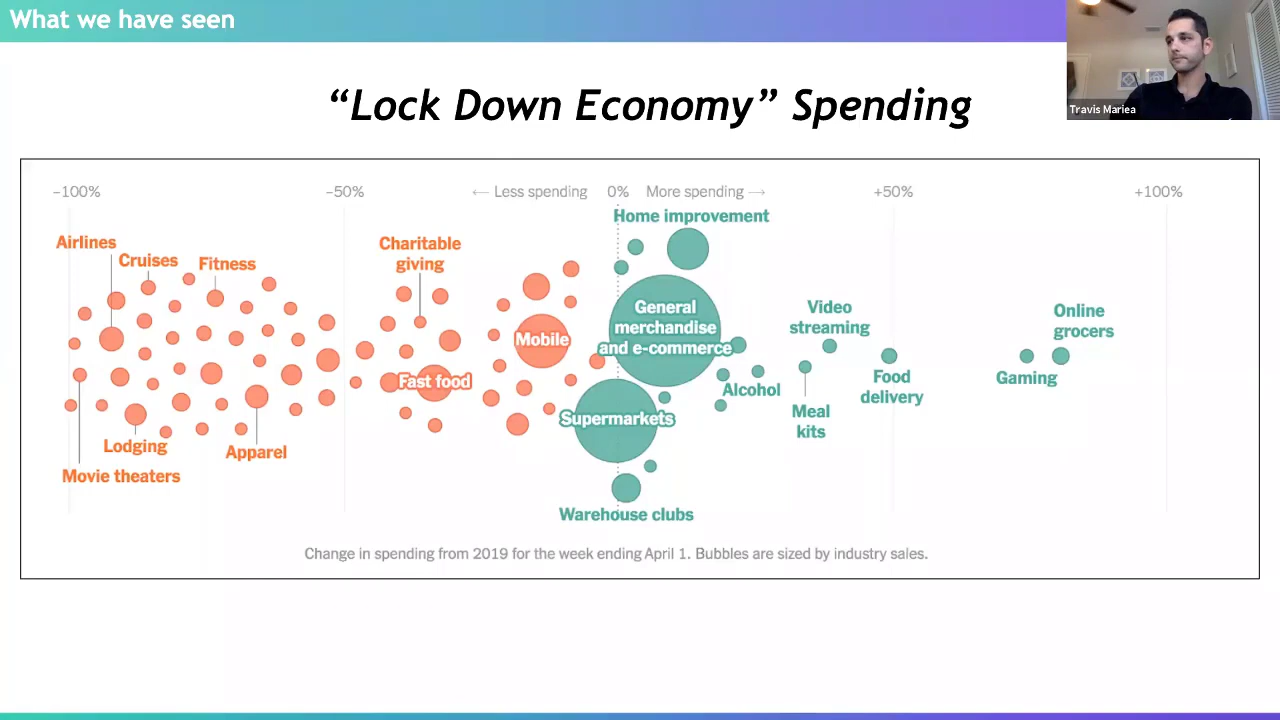 What we have seen
Travis Mariea
“Lock Down Economy” Spending
−100%
−50%
← Less spending
0%
More spending →
+50%
+100%
Home improvement
Airlines
Cruises
Fitness
Charitable
giving
General
merchandise
and e-commerce
Mobile
Fast food
Video
streaming
Online
grocers
Gaming
Food
delivery
Alcohol
Meal
kits
Supermarkets
Lodging
Apparel
Movie theaters
Warehouse clubs
Change in spending from 2019 for the week ending April 1. Bubbles are sized by industry sales.